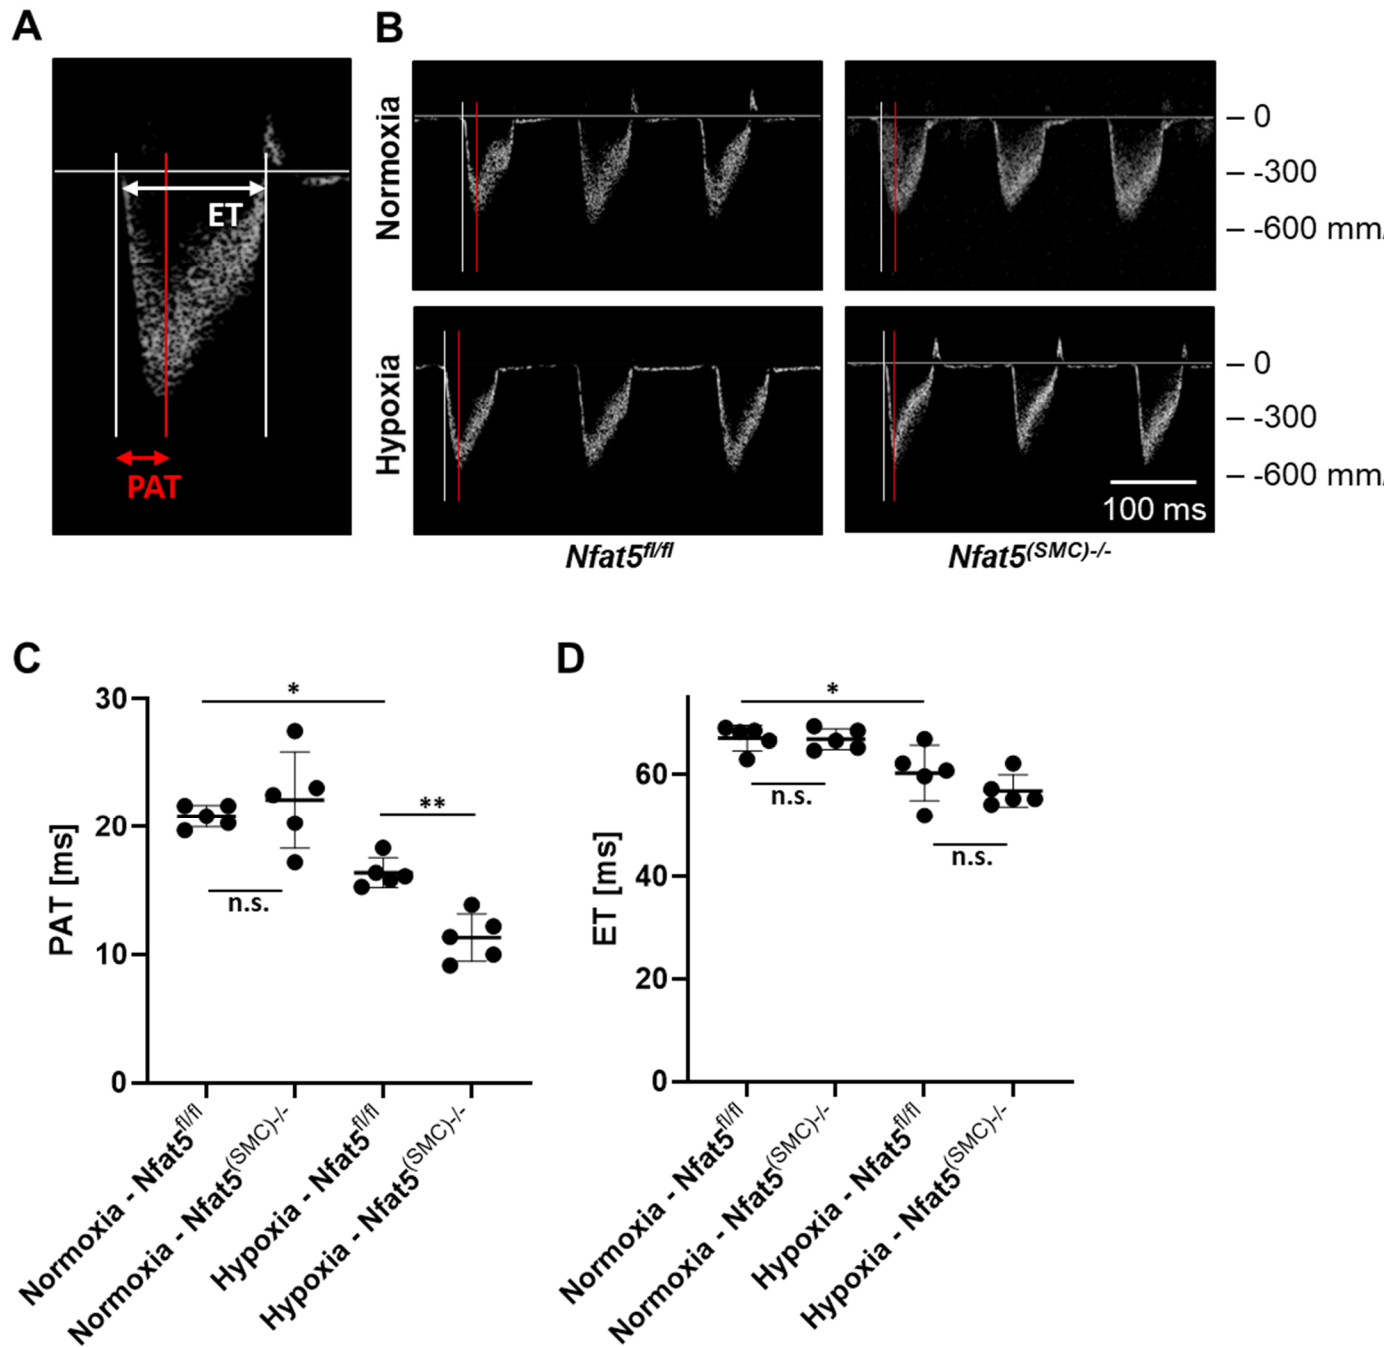 A
B
ET
PAT
Normoxia
Hypoxia
0
-300
-600 mm/
0
-300
-600 mm/
100 ms
Nfat5fl/fl
Nfat5(SMC)-/-
C
PAT [ms]
30
20
10
0
*
**
n.s.
Normoxia - Nfat5fl/fl
Normoxia - Nfat5(SMC)-/-
Hypoxia - Nfat5fl/fl
Hypoxia - Nfat5(SMC)-/-
D
ET [ms]
60
40
20
0
*
n.s.
n.s.
Normoxia - Nfat5fl/fl
Normoxia - Nfat5(SMC)-/-
Hypoxia - Nfat5fl/fl
Hypoxia - Nfat5(SMC)-/-